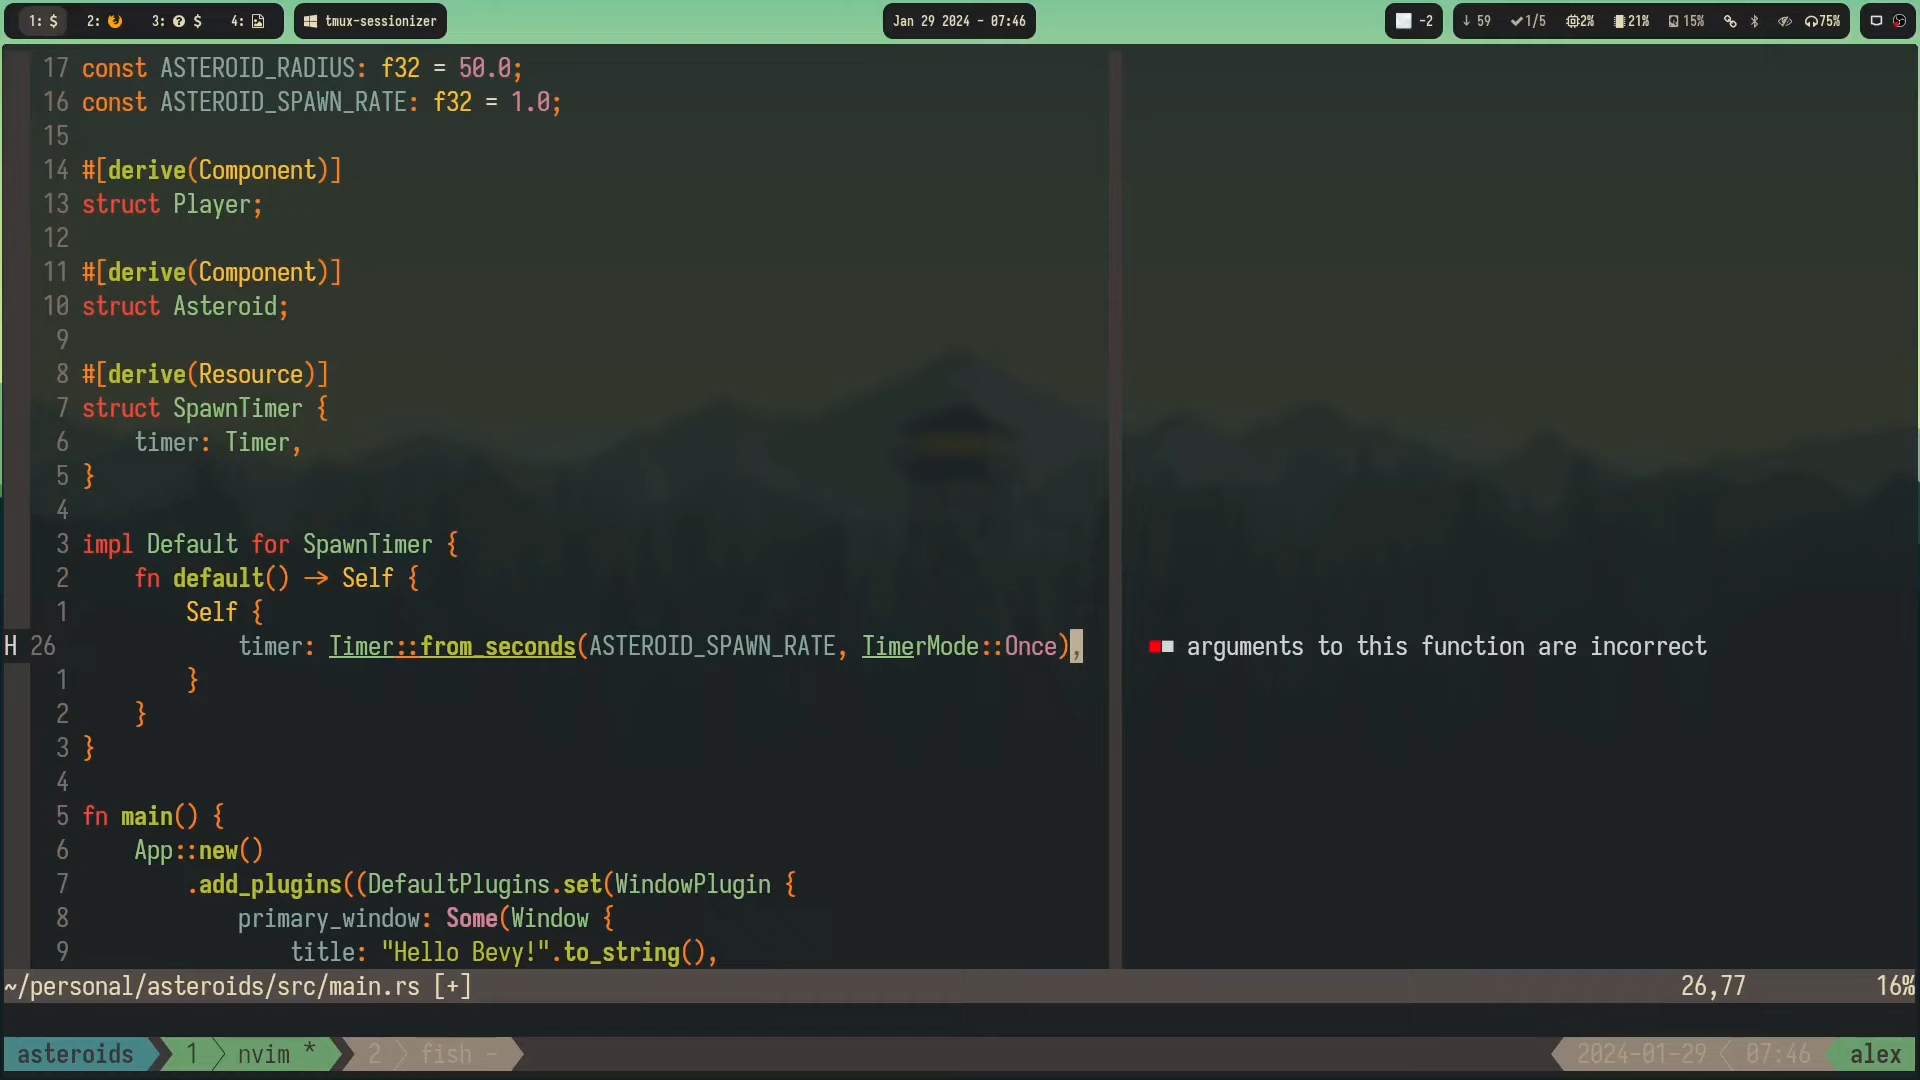 1: $ 2: 3: $ 4: tmux-sessionizer Jan 29 2024 - 07:46 -2 ↓ 59 ✓1/5 2% 21% 15% 75%
17 const ASTEROID_RADIUS: f32 = 50.0;
16 const ASTEROID_SPAWN_RATE: f32 = 1.0;
15
14 #[derive(Component)]
13 struct Player;
12
11 #[derive(Component)]
10 struct Asteroid;
9
8 #[derive(Resource)]
7 struct SpawnTimer {
6     timer: Timer,
5 }
4
3 impl Default for SpawnTimer {
2     fn default() → Self {
1         Self {
H 26             timer: Timer::from_seconds(ASTEROID_SPAWN_RATE, TimerMode::Once), ■■ arguments to this function are incorrect
1         }
2     }
3 }
4
5 fn main() {
6     App::new()
7         .add_plugins((DefaultPlugins.set(WindowPlugin {
8             primary_window: Some(Window {
9                 title: "Hello Bevy!".to_string(),
~/personal/asteroids/src/main.rs [+] 26,77 16%
asteroids 1 nvim * 2 fish - 2024-01-29 07:46 alex